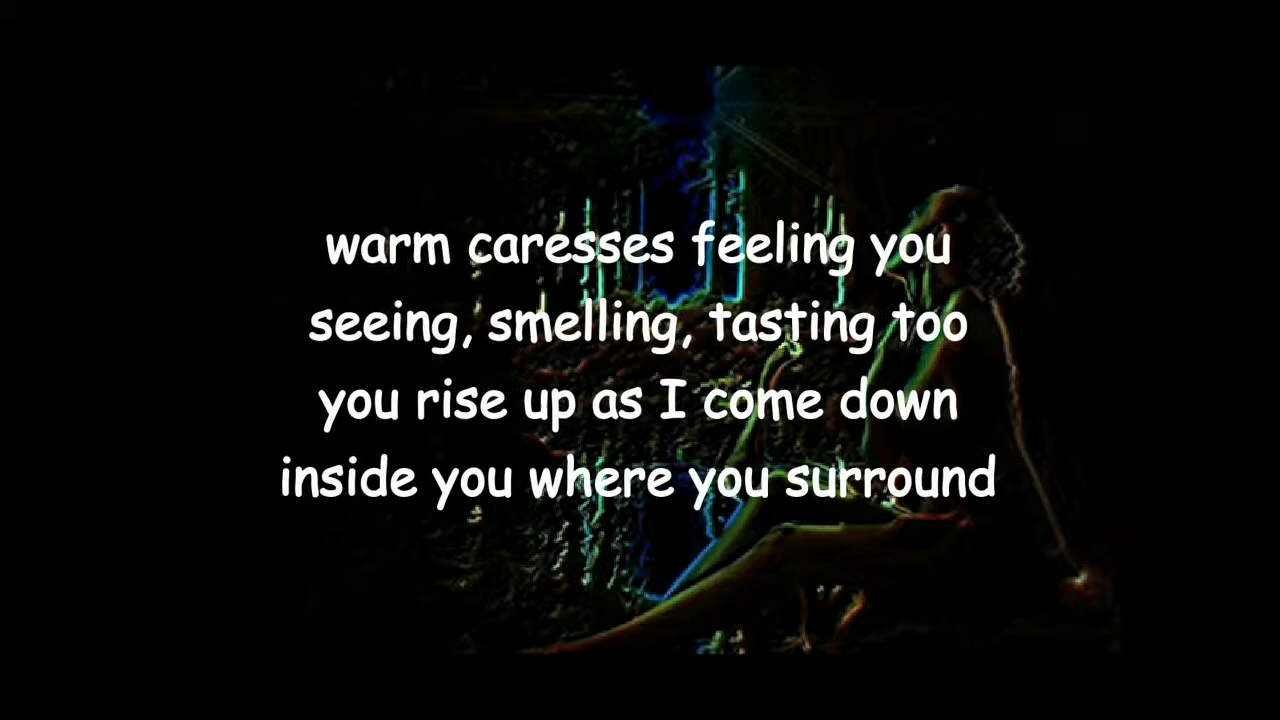 warm caresses feeling you
seeing, smelling, tasting too
you rise up as I come down
inside you where you surround